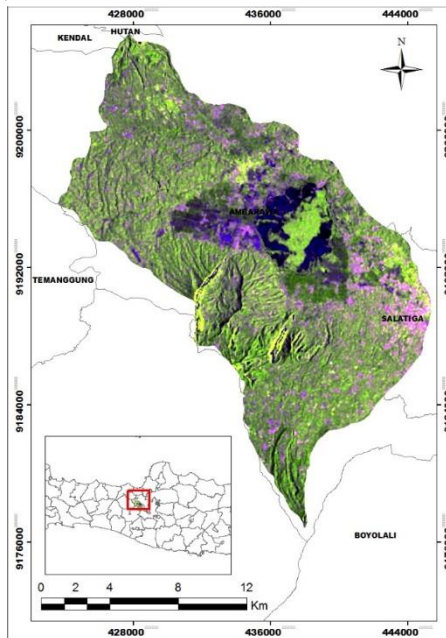 428000 436000 444000
HUTAN
KENDAL
N
9200000
AMBARAWA
9192000
TEMANGGUNG
SALATIGA
9184000 9184000
9176000
BOYOLALI
0 2 4 8 12
Km
428000 436000 444000